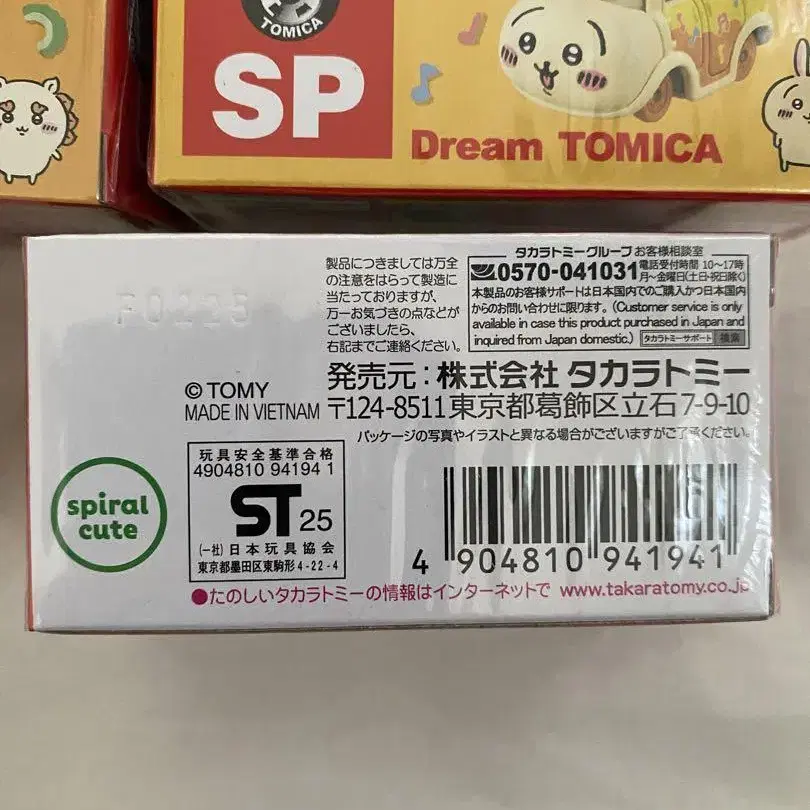 TOMICA
SP
Dream TOMICA
製品につきましては万全
の注意をはらって製造に
当たっておりますが、
万一お気づきの点などが
ございましたら、
右記までご連絡ください。
タカラトミーグループ お客様相談室
0570-041031 電話受付時間 10～17時
月～金曜日(土・日・祝日除く)
本製品のお客様サポートは日本国内でのご購入かつ日本国内
からのお問い合わせに限ります。(Customer service is only
available in case this product purchased in Japan and
inquired from Japan domestic.) タカラトミーサポート 検索
© TOMY
MADE IN VIETNAM
発売元：株式会社 タカラトミー
〒124-8511 東京都葛飾区立石 7-9-10
パッケージの写真やイラストと異なる場合がございますがご了承ください。
spiral
cute
玩具安全基準合格
4904810 94194 1
ST 25
(一社) 日本玩具協会
東京都墨田区東駒形 4-22-4
4 904810 941941
●たのしいタカラトミーの情報はインターネットで www.takaratomy.co.jp